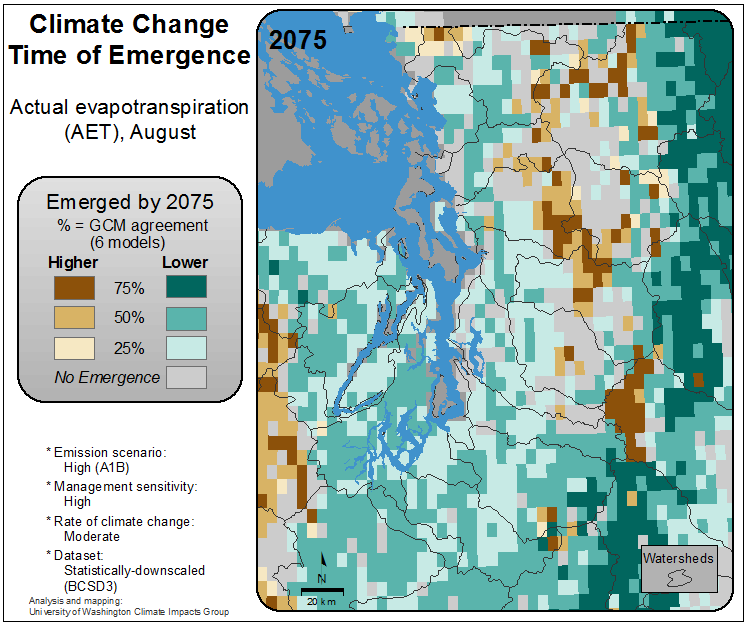 Climate Change
Time of Emergence
Actual evapotranspiration
(AET), August
Emerged by 2075
% = GCM agreement
(6 models)
Higher Lower
75%
50%
25%
No Emergence
* Emission scenario:
High (A1B)
* Management sensitivity:
High
* Rate of climate change:
Moderate
* Dataset:
Statistically-downscaled
(BCSD3)
Analysis and mapping:
University of Washington Climate Impacts Group
2075
N
20 km
Watersheds